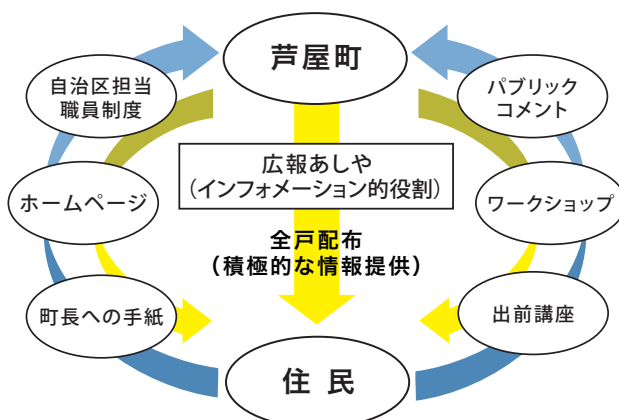 芦屋町
自治区担当
職員制度
パブリック
コメント
広報あしや
（インフォメーション的役割）
ホームページ
ワークショップ
全戸配布
（積極的な情報提供）
町長への手紙
出前講座
住民